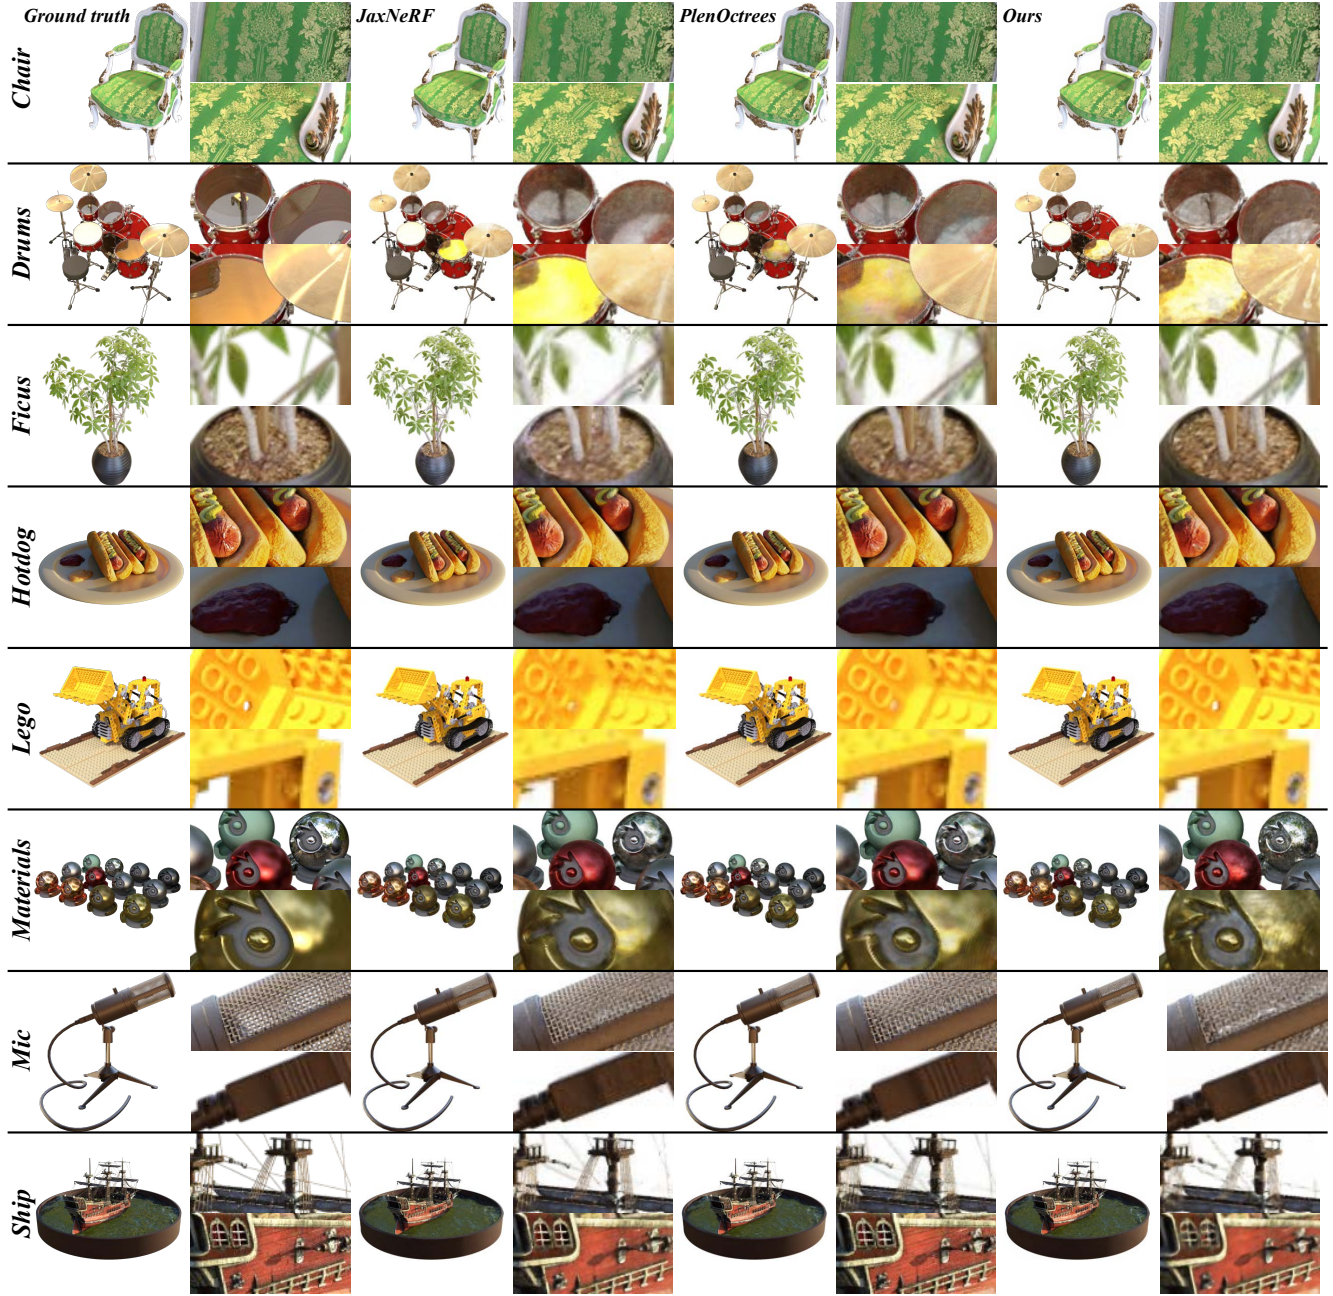 Ground truth JaxNeRF PlenOctrees Ours
Chair
Drums
Ficus
Hotdog
Lego
Materials
Mic
Ship